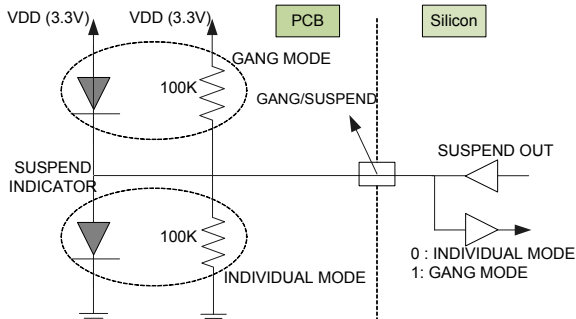 VDD (3.3V)
VDD (3.3V)
PCB
Silicon
GANG MODE
100K
GANG/SUSPEND
SUSPEND OUT
SUSPEND
INDICATOR
100K
0 : INDIVIDUAL MODE
1: GANG MODE
INDIVIDUAL MODE